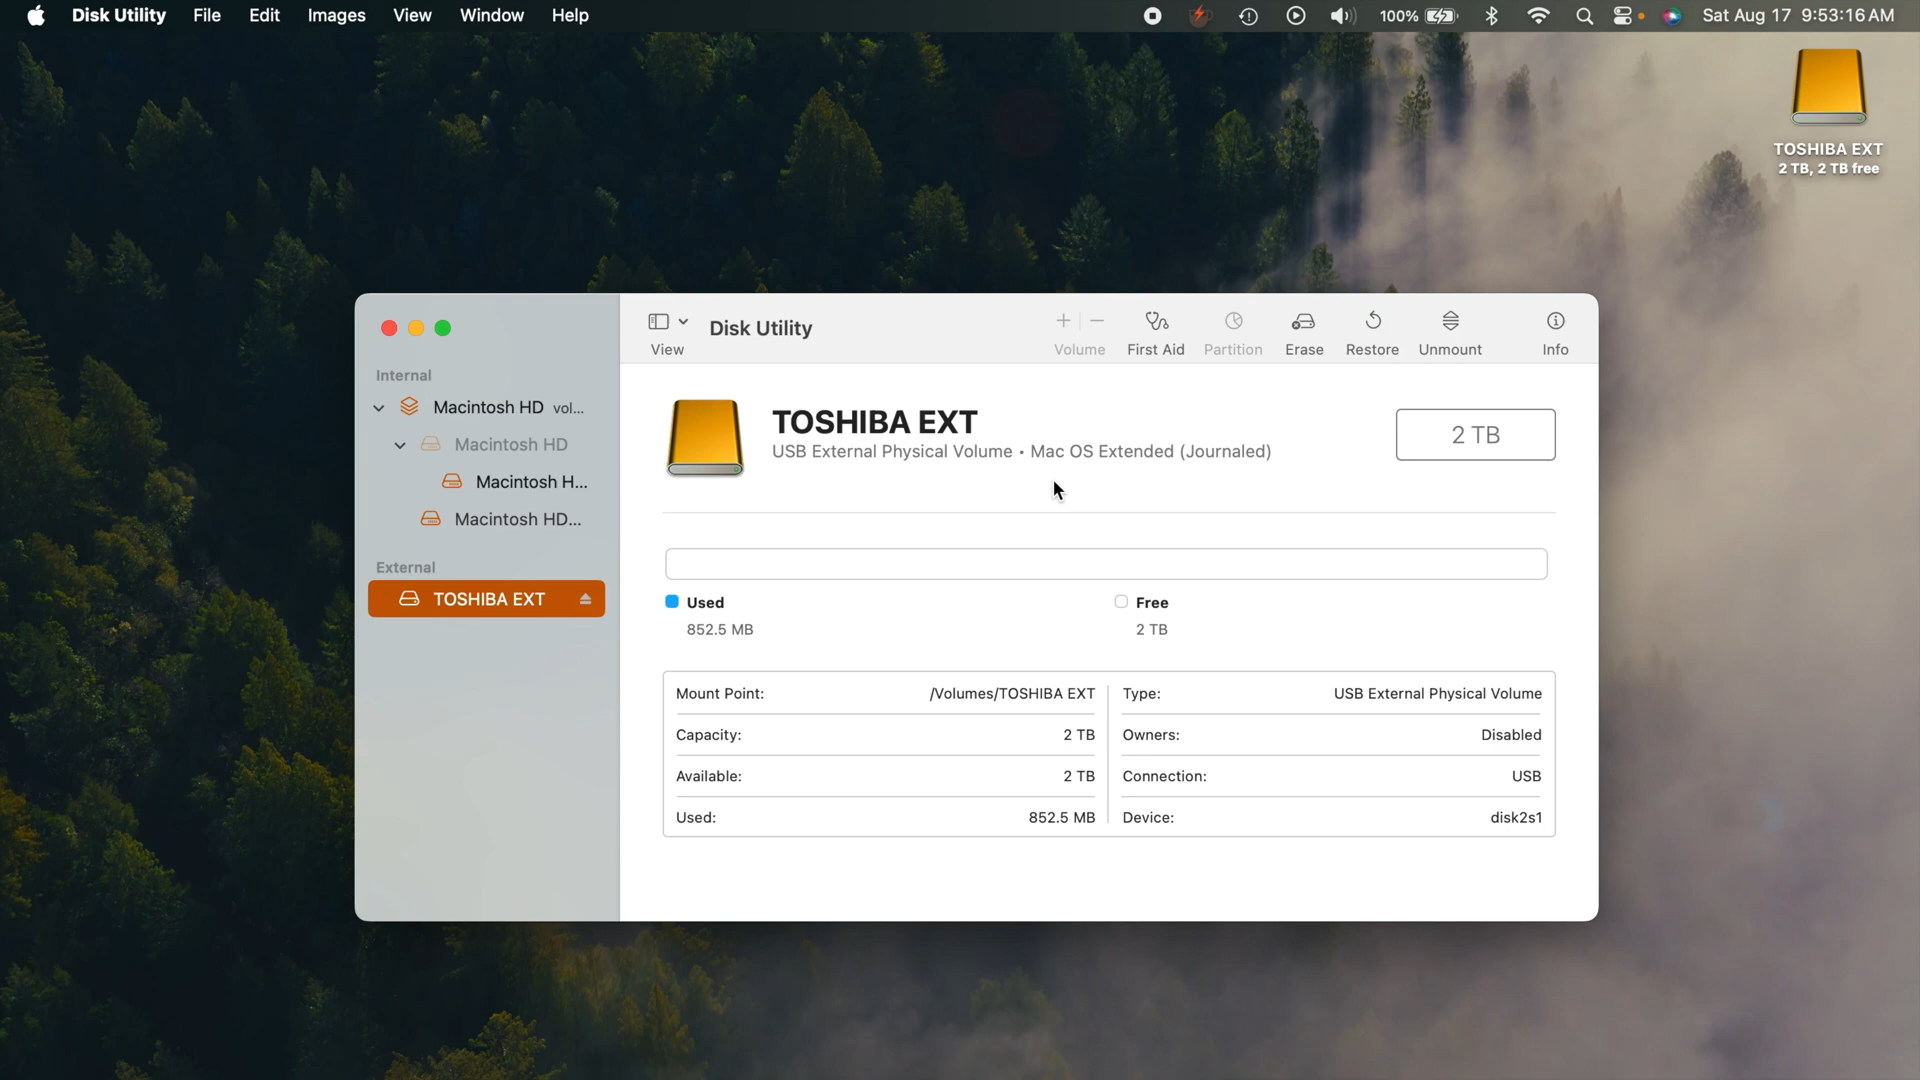 Disk Utility File Edit Images View Window Help 100% Sat Aug 17 9:53:16 AM
TOSHIBA EXT
2 TB, 2 TB free
Disk Utility
View
Volume First Aid Partition Erase Restore Unmount Info
Internal
Macintosh HD vol...
Macintosh HD
Macintosh H...
Macintosh HD...
External
TOSHIBA EXT
TOSHIBA EXT
USB External Physical Volume • Mac OS Extended (Journaled)
2 TB
Used
852.5 MB
Free
2 TB
Mount Point: /Volumes/TOSHIBA EXT
Capacity: 2 TB
Available: 2 TB
Used: 852.5 MB
Type: USB External Physical Volume
Owners: Disabled
Connection: USB
Device: disk2s1